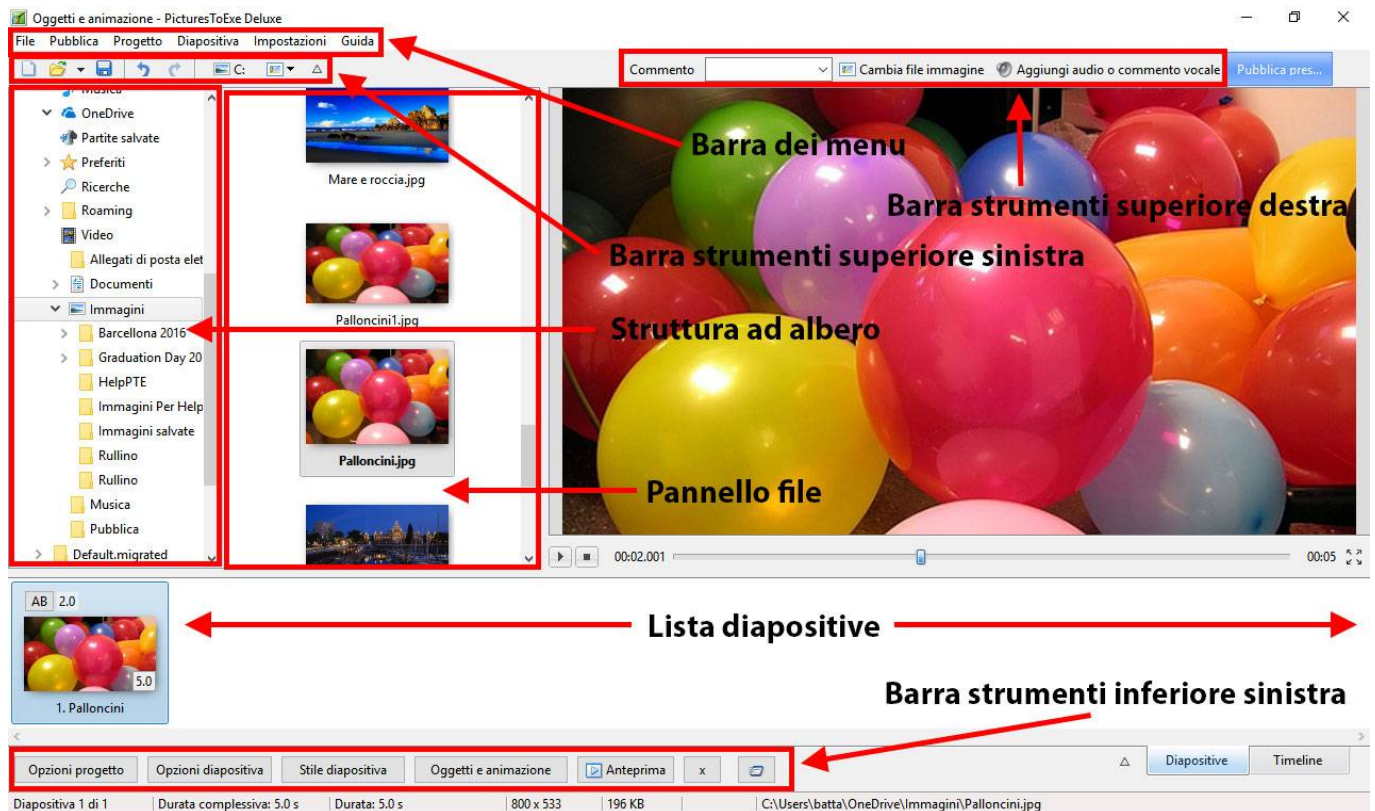 Oggetti e animazione - PicturesToExe Deluxe
File Pubblica Progetto Diapositiva Impostazioni Guida
C:
Commento
Cambia file immagine
Aggiungi audio o commento vocale
Pubblica pres...
Musica
OneDrive
Partite salvate
Preferiti
Ricerche
Roaming
Video
Allegati di posta elet
Documenti
Immagini
Barcellona 2016
Graduation Day 20
HelpPTE
Immagini Per Help
Immagini salvate
Rullino
Rullino
Musica
Pubblica
Default.migrated
Mare e roccia.jpg
Palloncini1.jpg
Palloncini.jpg
Barra dei menu
Barra strumenti superiore destra
Barra strumenti superiore sinistra
Struttura ad albero
Pannello file
00:02.001
00:05
AB 2.0
5.0
1. Palloncini
Lista diapositive
Barra strumenti inferiore sinistra
Opzioni progetto
Opzioni diapositiva
Stile diapositiva
Oggetti e animazione
Anteprima
x
Diapositive
Timeline
Diapositiva 1 di 1
Durata complessiva: 5.0 s
Durata: 5.0 s
800 x 533
196 KB
C:\Users\batta\OneDrive\Immagini\Palloncini.jpg